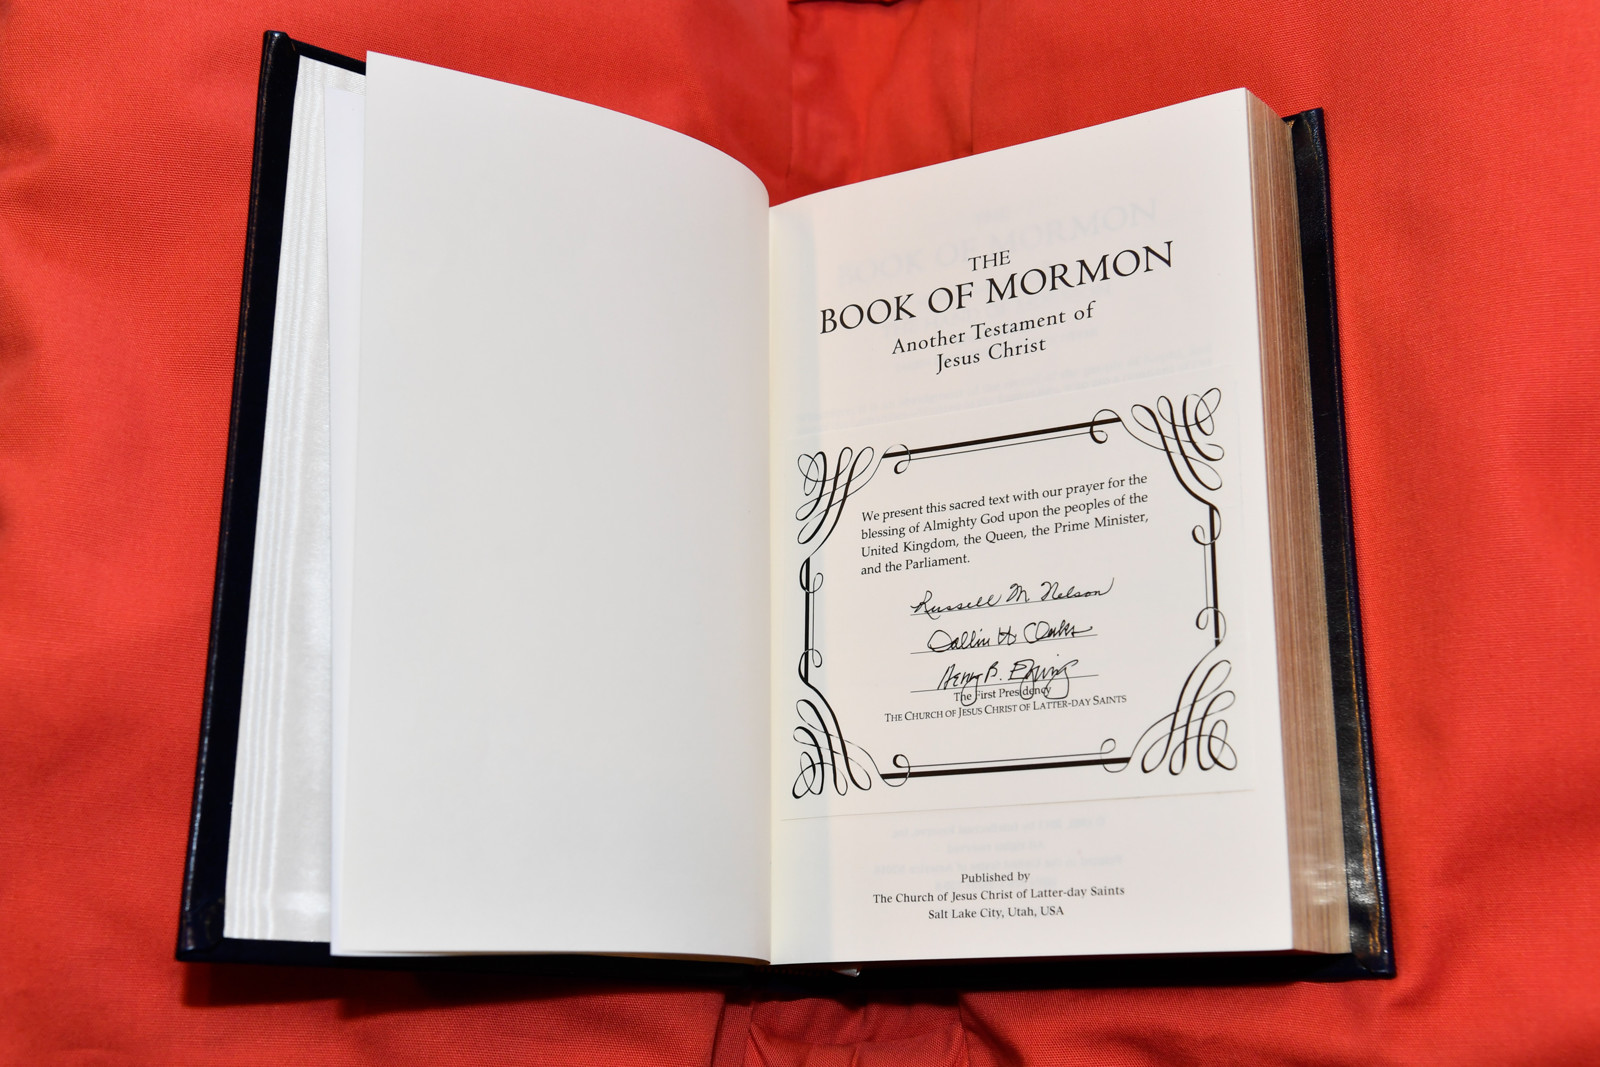 THE
BOOK OF MORMON
Another Testament of
Jesus Christ
We present this sacred text with our prayer for the
blessing of Almighty God upon the peoples of the
United Kingdom, the Queen, the Prime Minister,
and the Parliament.
Russell M. Nelson
Dallin H Oaks
Henry B. Eyring
The First Presidency
THE CHURCH OF JESUS CHRIST OF LATTER-DAY SAINTS
Published by
The Church of Jesus Christ of Latter-day Saints
Salt Lake City, Utah, USA